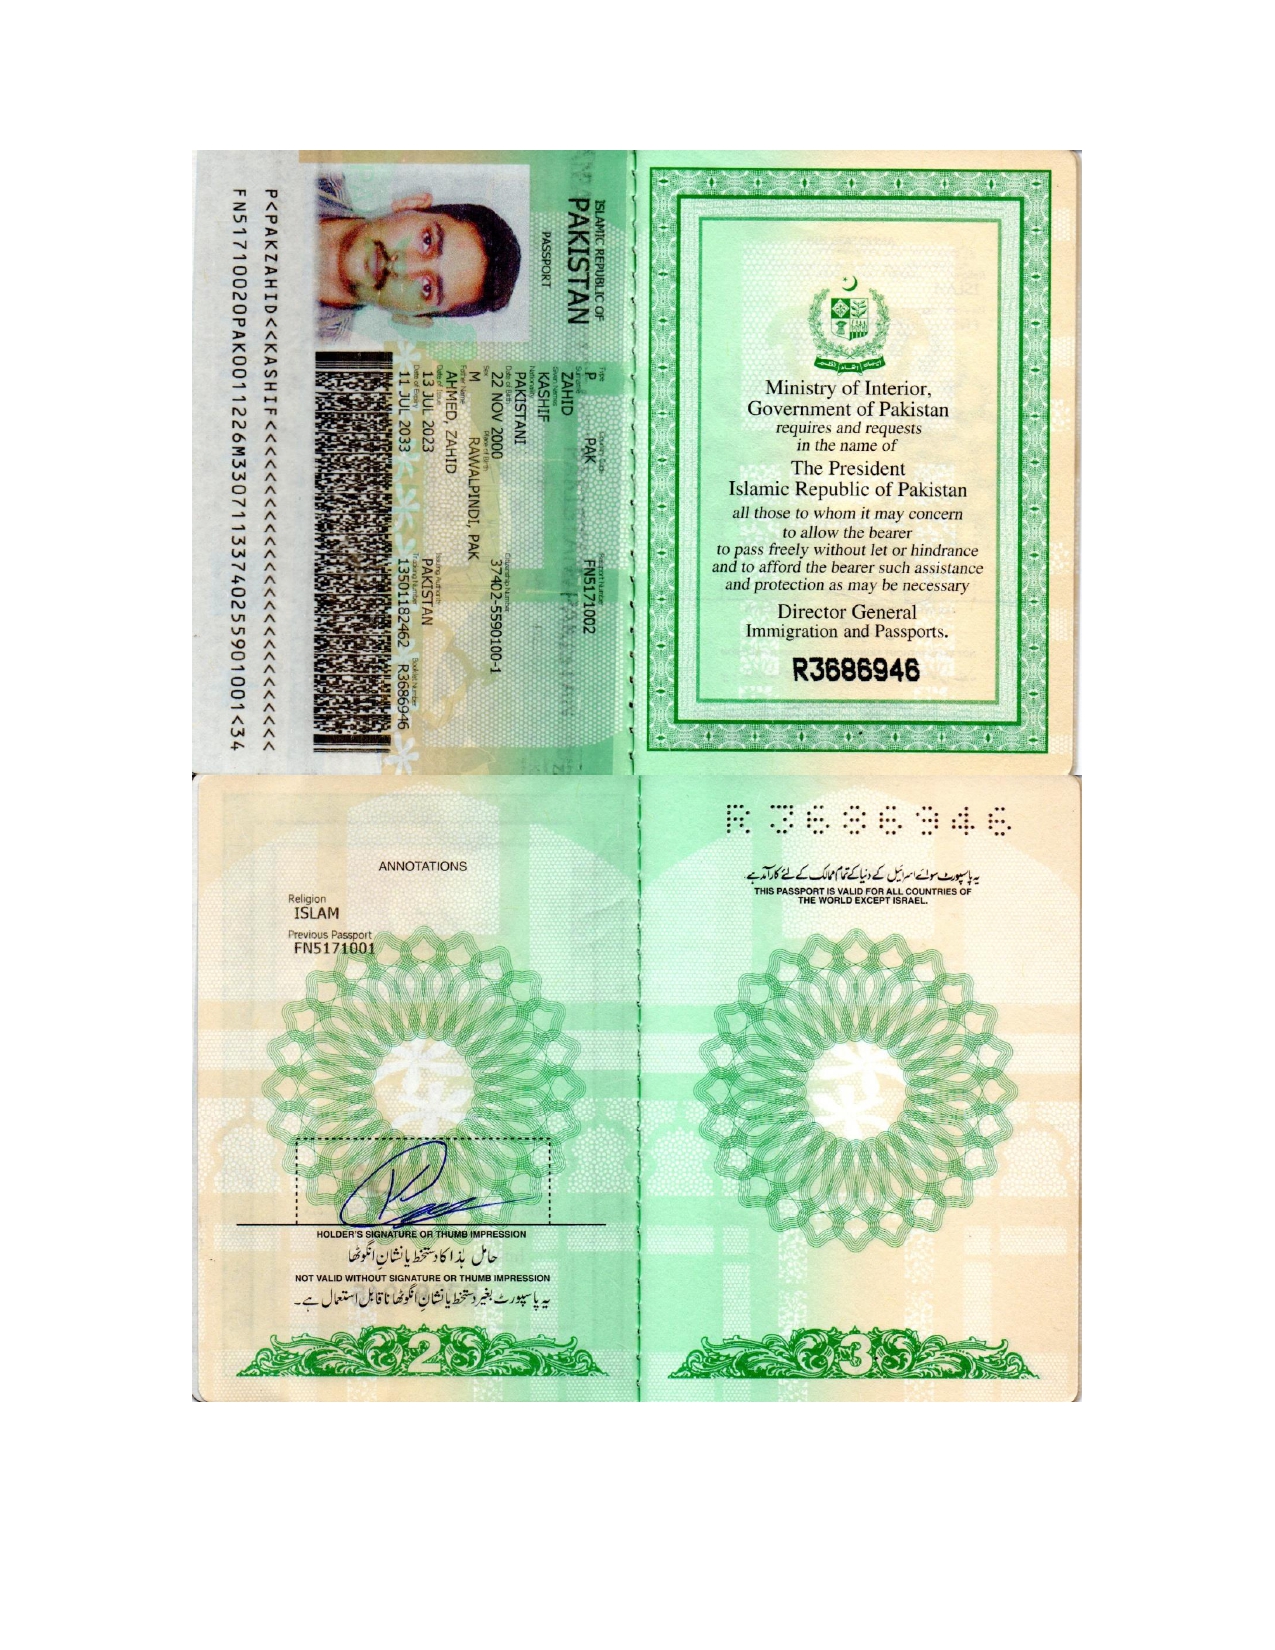 ISLAMIC REPUBLIC OF
PAKISTAN
PASSPORT
Type
Country Code
Passport Number
P
PAK
FN5171002
Surname
ZAHID
Given Names
KASHIF
Nationality
PAKISTANI
Date of Birth
Citizenship Number
22 NOV 2000
37402-5590100-1
Sex
Place of Birth
M
RAWALPINDI, PAK
Father Name
AHMED, ZAHID
Date of Issue
Issuing Authority
13 JUL 2023
PAKISTAN
Date of Expiry
Tracking Number
Booklet Number
11 JUL 2033
13501182462
R3686946
P<PAKZAHID<<KASHIF<<<<<<<<<<<<<<<<<<<<<<<<<<
FN51710020PAK0011226M33071133740255901001<34
Ministry of Interior,
Government of Pakistan
requires and requests
in the name of
The President
Islamic Republic of Pakistan
all those to whom it may concern
to allow the bearer
to pass freely without let or hindrance
and to afford the bearer such assistance
and protection as may be necessary
Director General
Immigration and Passports.
R3686946
ANNOTATIONS
Religion
ISLAM
Previous Passport
FN5171001
HOLDER'S SIGNATURE OR THUMB IMPRESSION
حامل ہذا کا دستخط یا نشان انگوٹھا
NOT VALID WITHOUT SIGNATURE OR THUMB IMPRESSION
یہ پاسپورٹ بغیر دستخط یا نشان انگوٹھا ناقابل استعمال ہے۔
2
R3686946
یہ پاسپورٹ سوائے اسرائیل کے دنیا کے تمام ممالک کے لئے کارآمد ہے۔
THIS PASSPORT IS VALID FOR ALL COUNTRIES OF
THE WORLD EXCEPT ISRAEL.
3